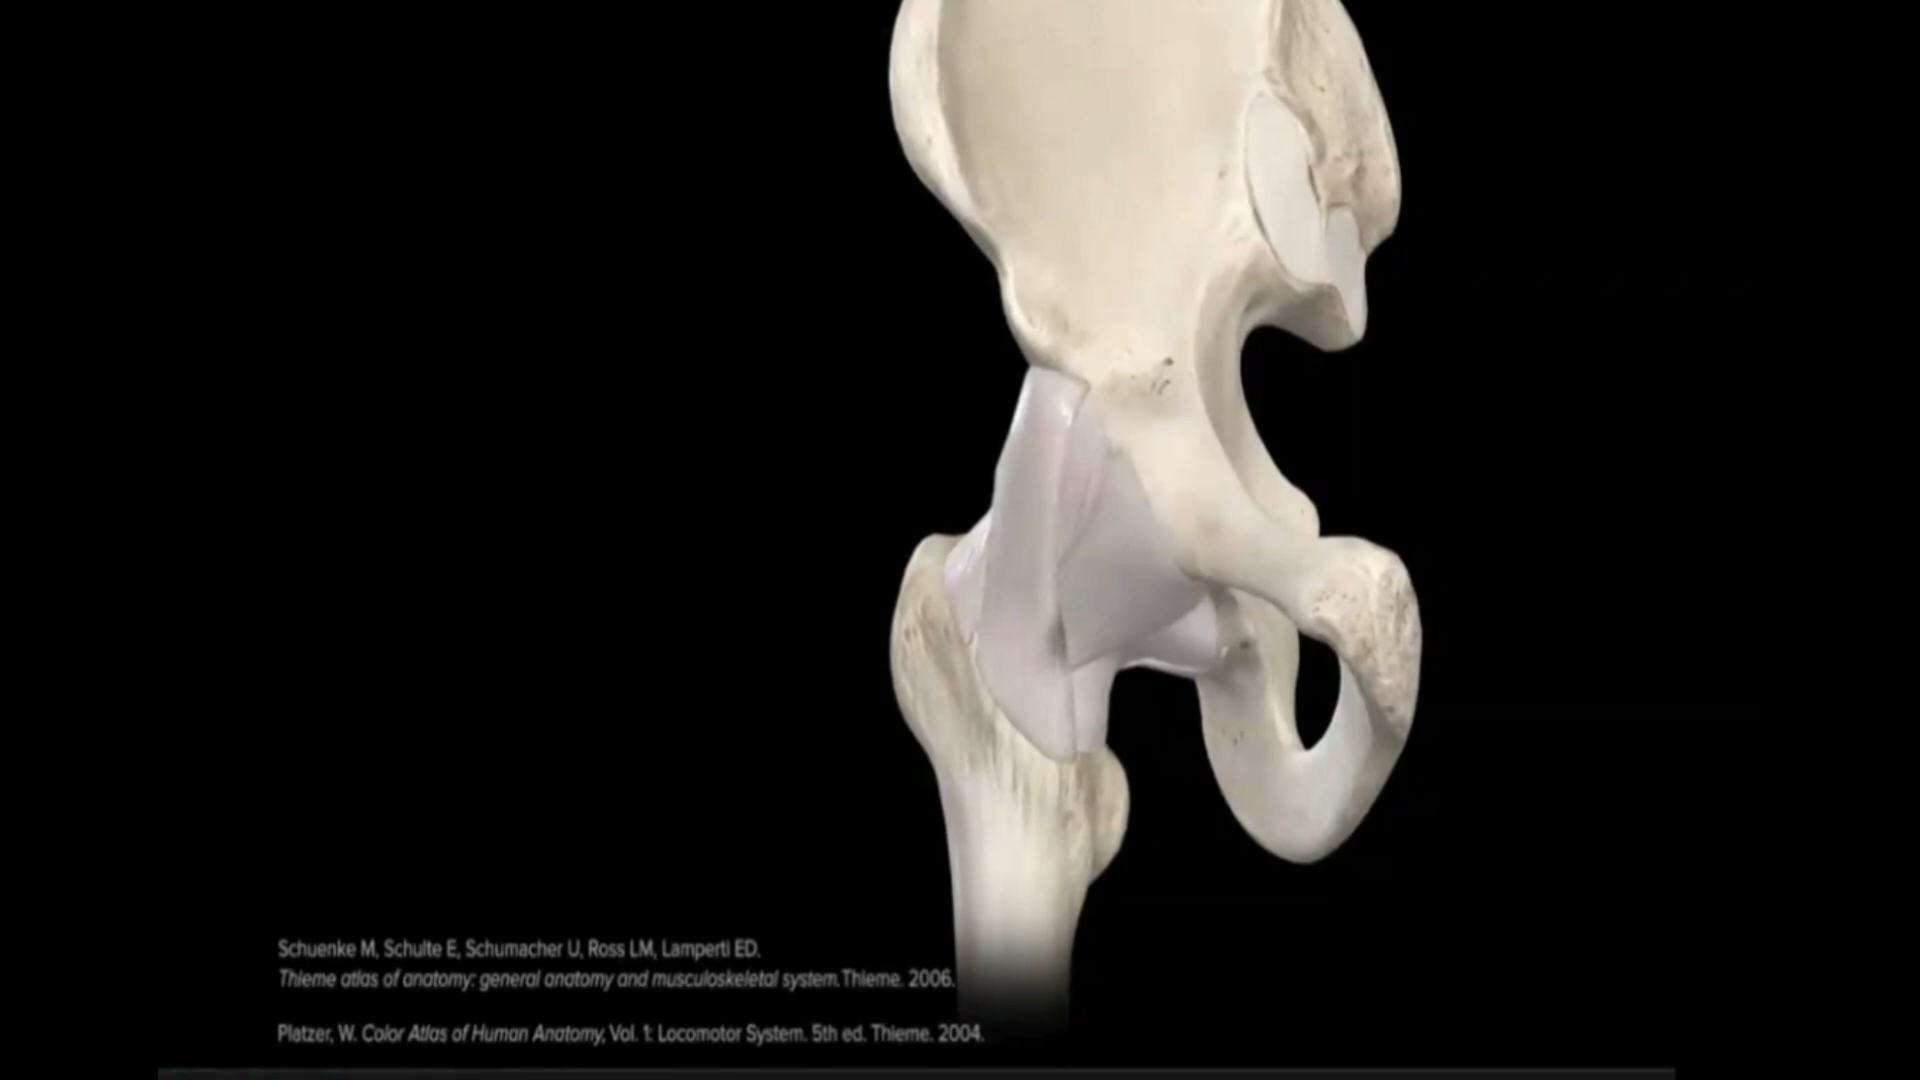 Schuenke M, Schulte E, Schumacher U, Ross LM, Lamperti ED.
Thieme atlas of anatomy: general anatomy and musculoskeletal system. Thieme. 2006.
Platzer, W. Color Atlas of Human Anatomy, Vol. 1: Locomotor System. 5th ed. Thieme. 2004.